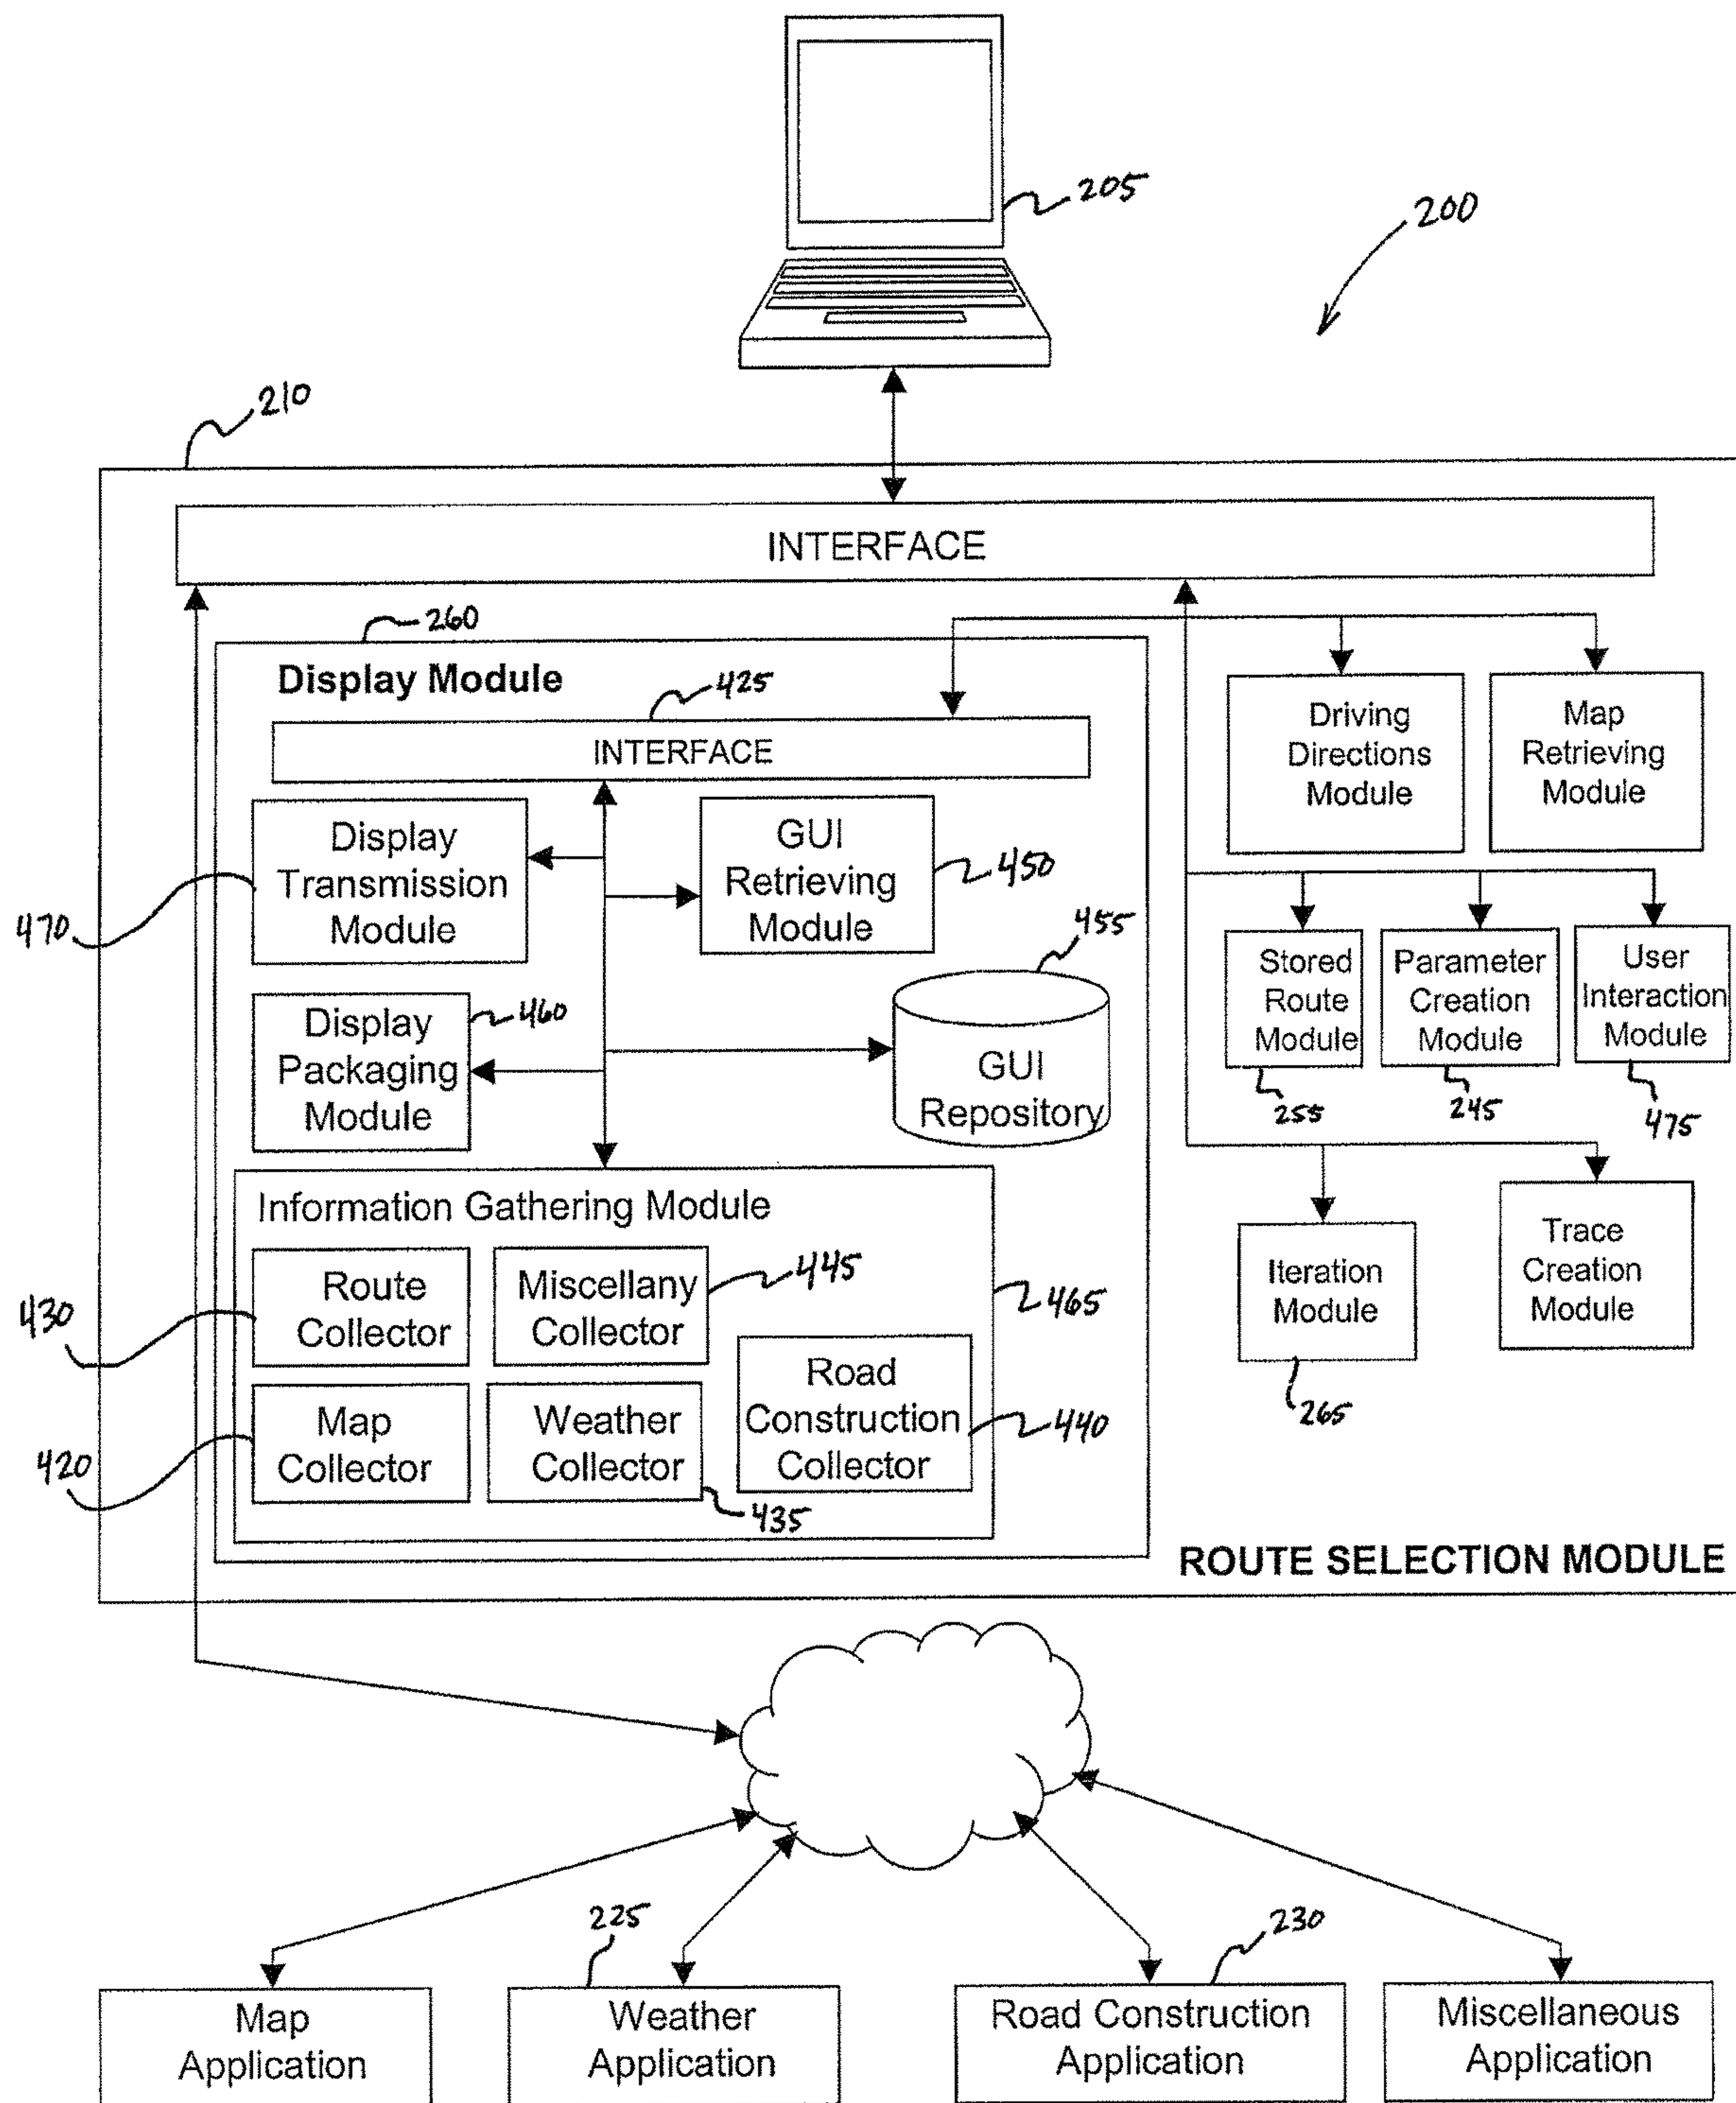 205
200
210
INTERFACE
260
Display Module
425
INTERFACE
Driving
Directions
Module
Map
Retrieving
Module
Display
Transmission
Module
470
GUI
Retrieving
Module
450
455
GUI
Repository
Display
Packaging
Module
460
Stored
Route
Module
255
Parameter
Creation
Module
245
User
Interaction
Module
475
Information Gathering Module
465
Route
Collector
430
Miscellany
Collector
445
Map
Collector
420
Weather
Collector
435
Road
Construction
Collector
440
Iteration
Module
265
Trace
Creation
Module
ROUTE SELECTION MODULE
Map
Application
225
Weather
Application
230
Road Construction
Application
Miscellaneous
Application